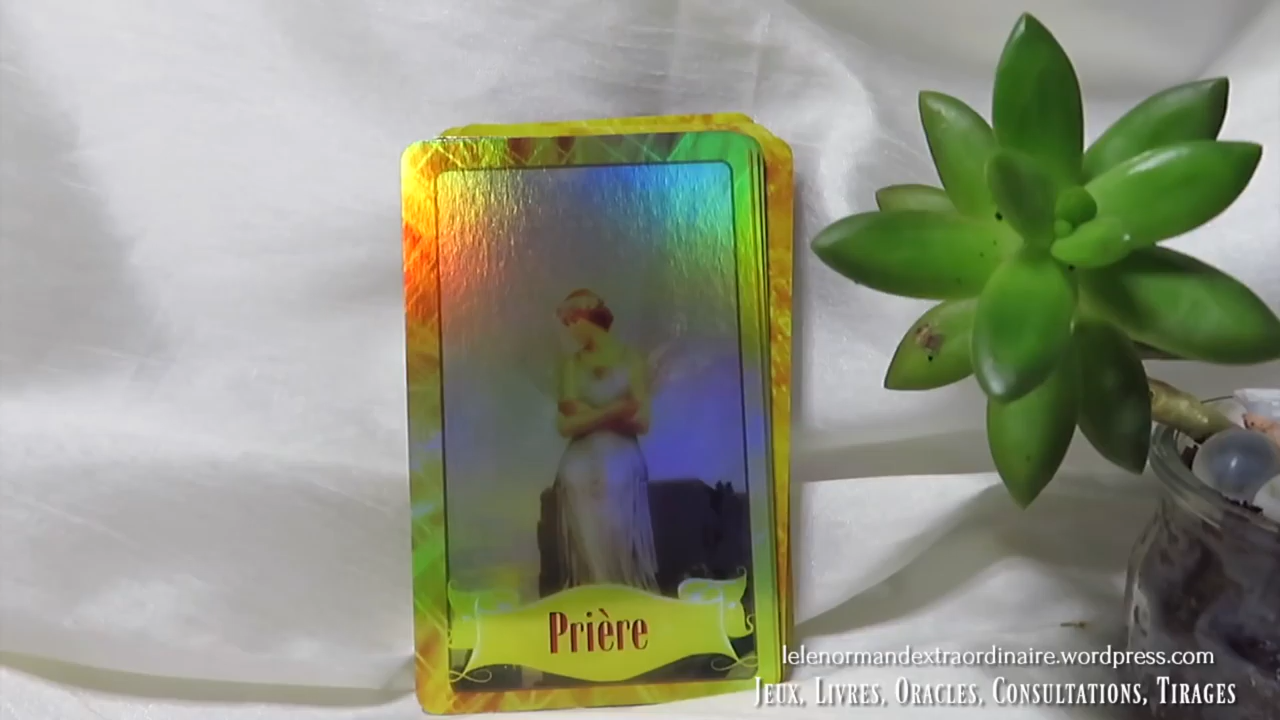 Prière
lelenormandextraordinaire.wordpress.com
Jeux, Livres, Oracles, Consultations, Tirages